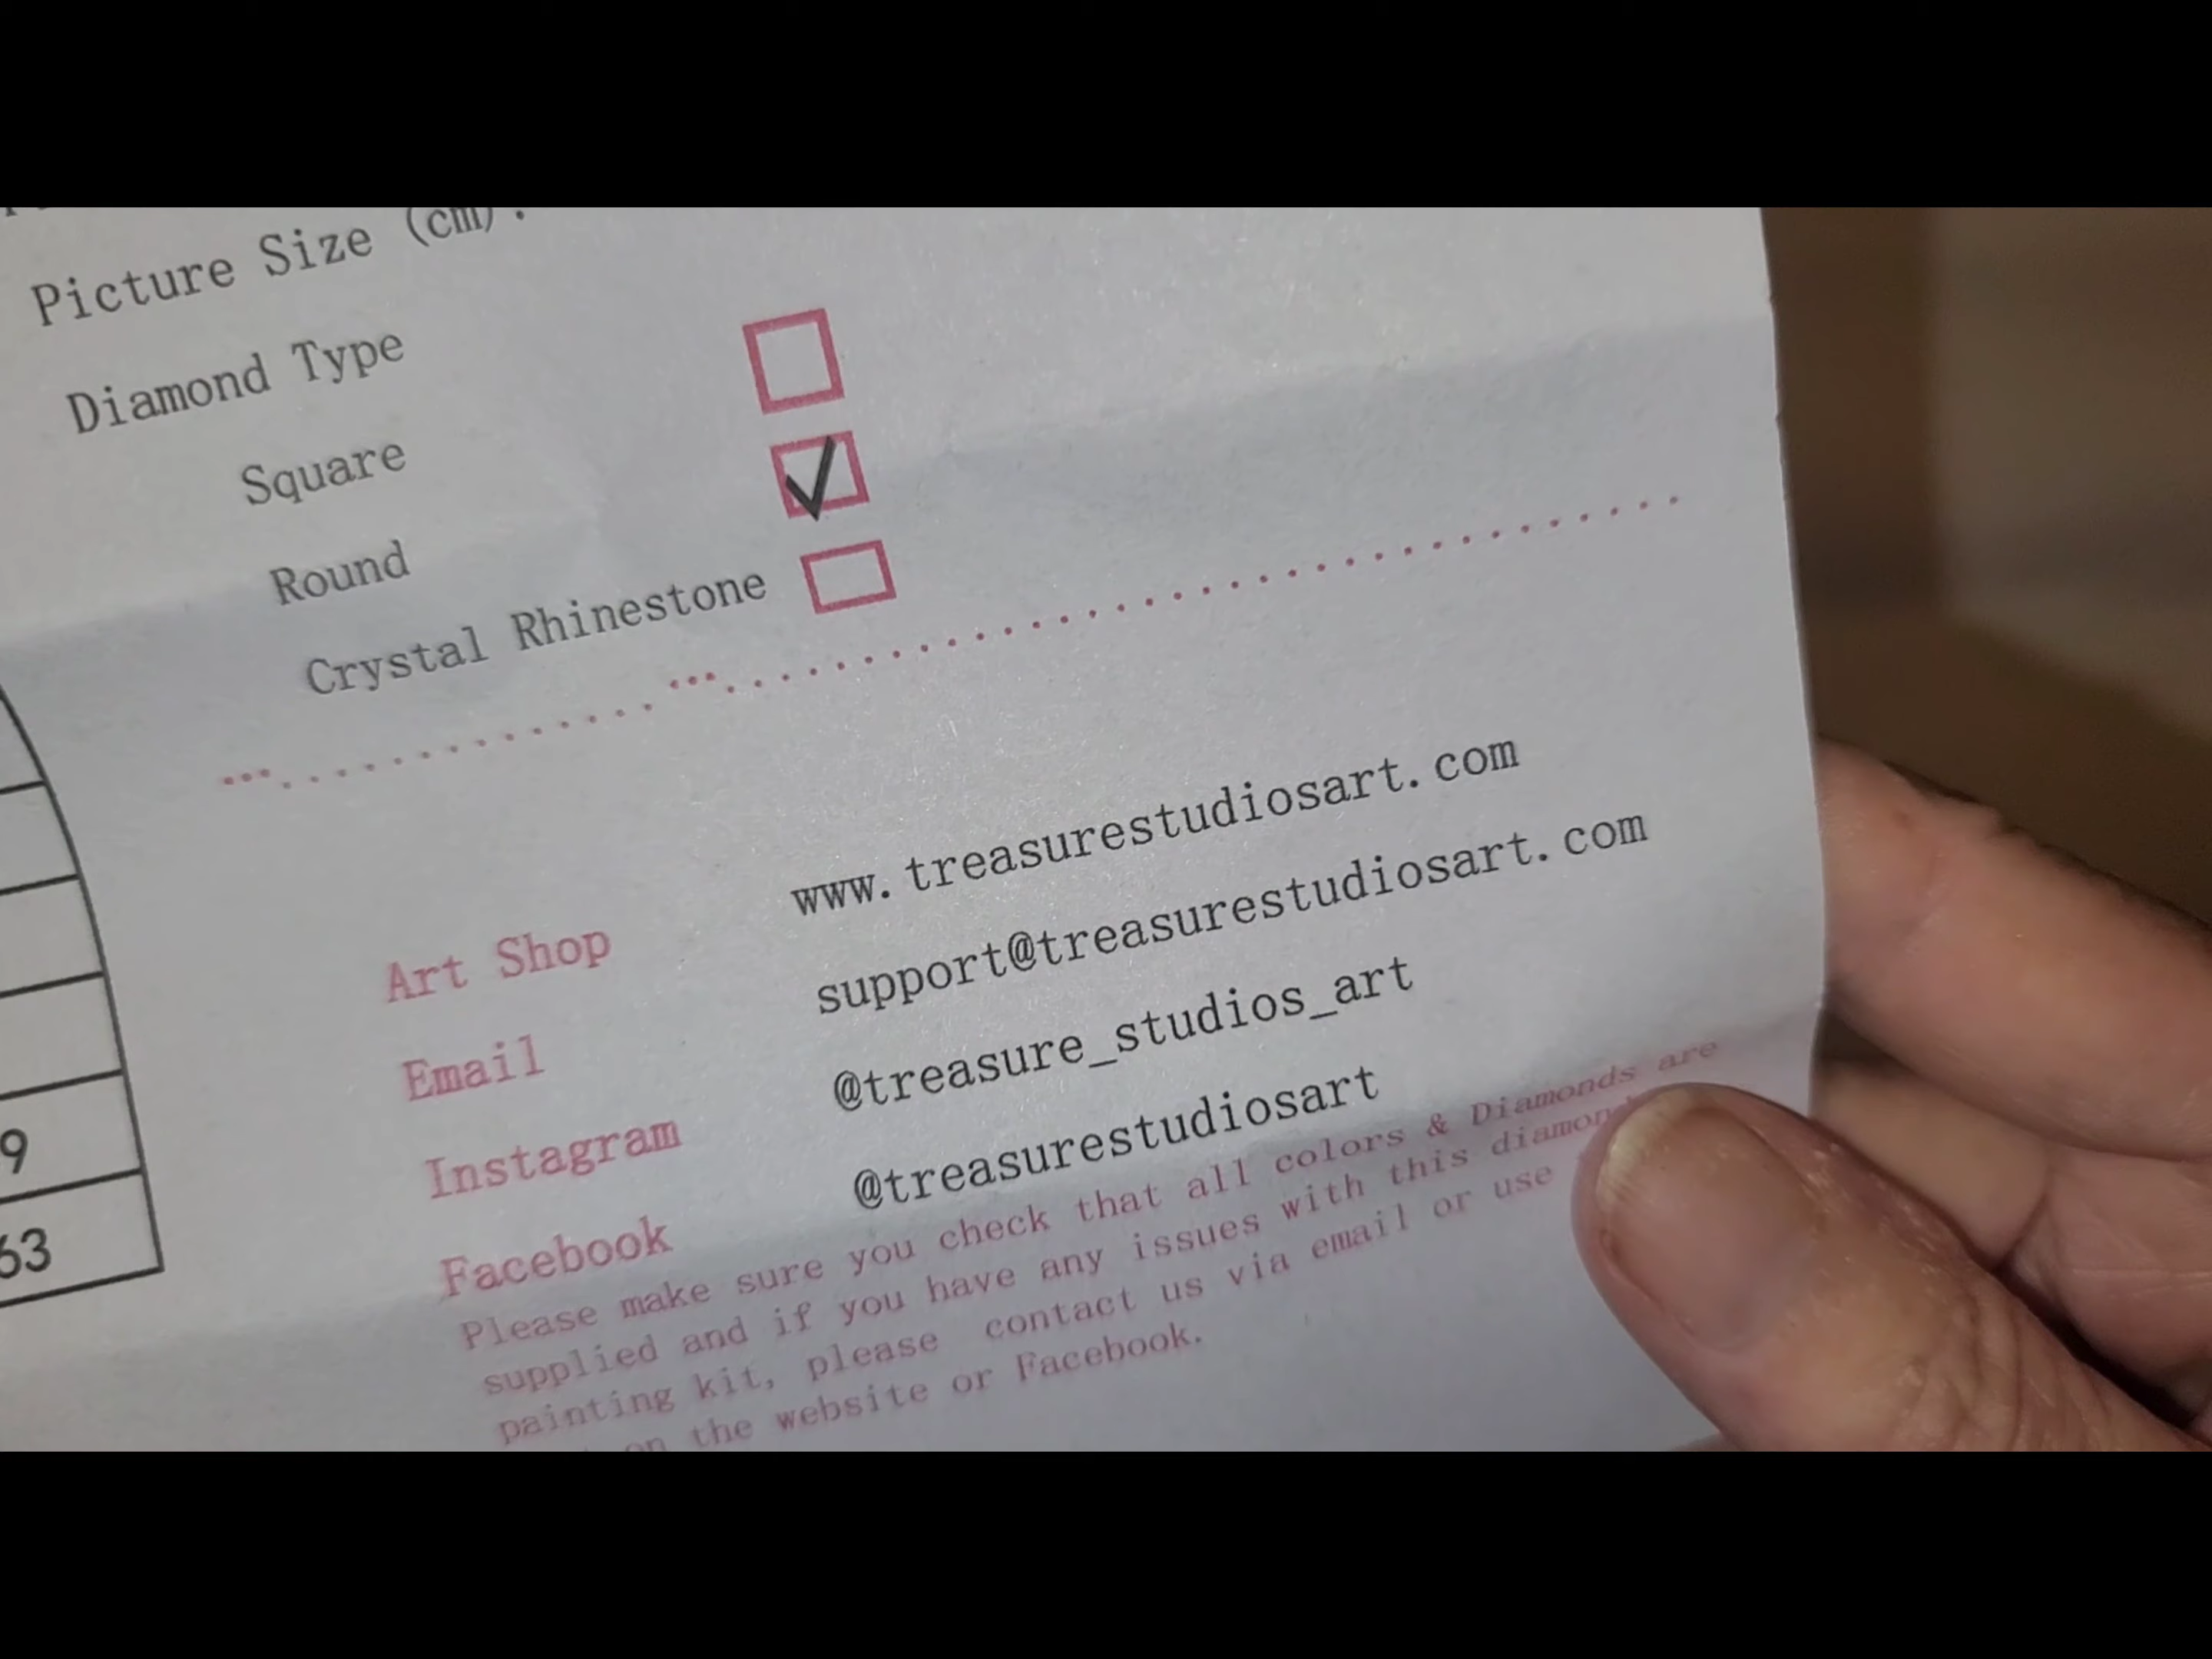 Picture Size (cm):
Diamond Type
Square
Round
Crystal Rhinestone
Art Shop www.treasurestudiosart.com
Email support@treasurestudiosart.com
Instagram @treasure_studios_art
Facebook @treasurestudiosart
Please make sure you check that all colors & Diamonds are
supplied and if you have any issues with this diamond
painting kit, please contact us via email or use
on the website or Facebook.
9
63